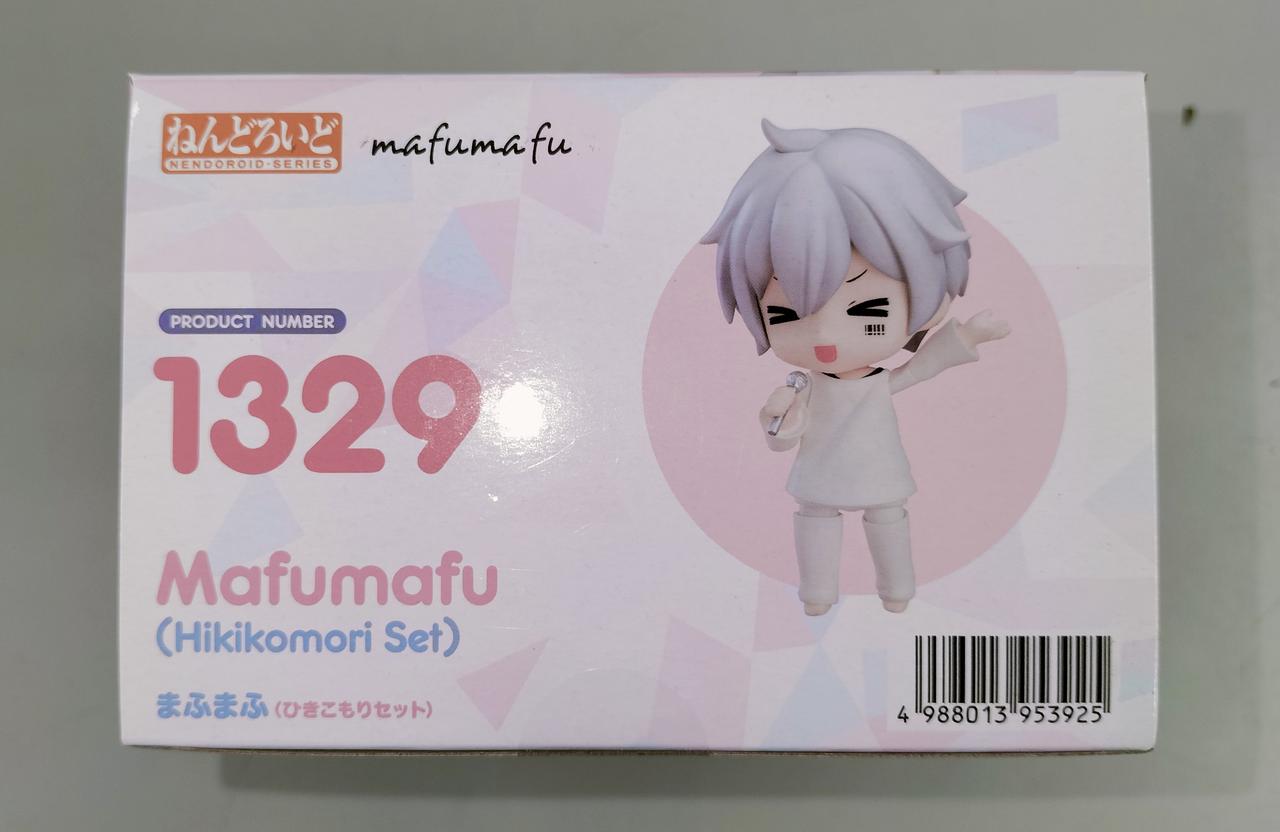 ねんどろいど
NENDOROID·SERIES
mafumafu
PRODUCT NUMBER
1329
Mafumafu
(Hikikomori Set)
まふまふ(ひきこもりセット)
4 988013 953925